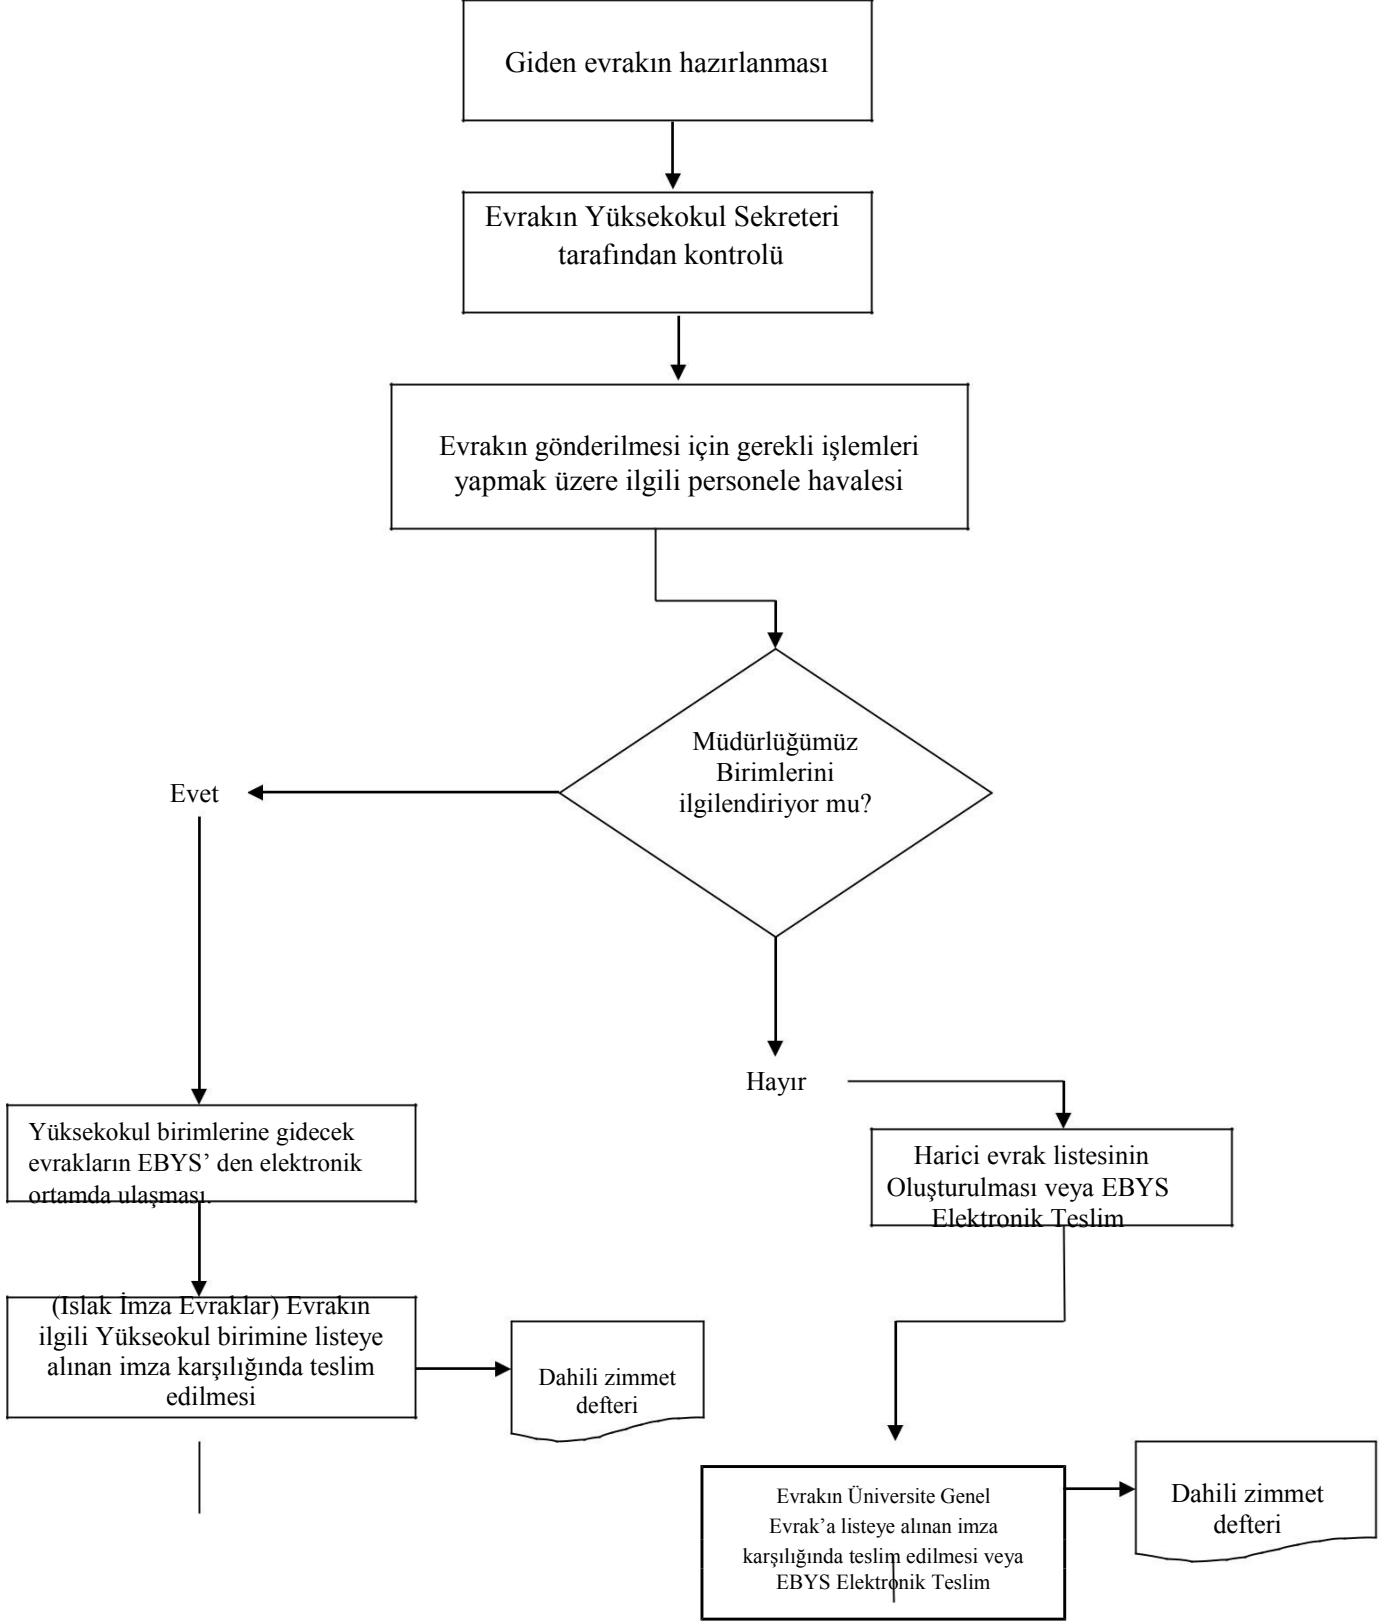 Giden evrakın hazırlanması
Evrakın Yüksekokul Sekreteri
tarafından kontrolü
Evrakın gönderilmesi için gerekli işlemleri
yapmak üzere ilgili personele havalesi
Müdürlüğümüz
Birimlerini
ilgilendiriyor mu?
Evet
Hayır
Yüksekokul birimlerine gidecek
evrakların EBYS’ den elektronik
ortamda ulaşması.
Harici evrak listesinin
Oluşturulması veya EBYS
Elektronik Teslim
(Islak İmza Evraklar) Evrakın
ilgili Yükseokul birimine listeye
alınan imza karşılığında teslim
edilmesi
Dahili zimmet
defteri
Evrakın Üniversite Genel
Evrak’a listeye alınan imza
karşılığında teslim edilmesi veya
EBYS Elektronik Teslim
Dahili zimmet
defteri